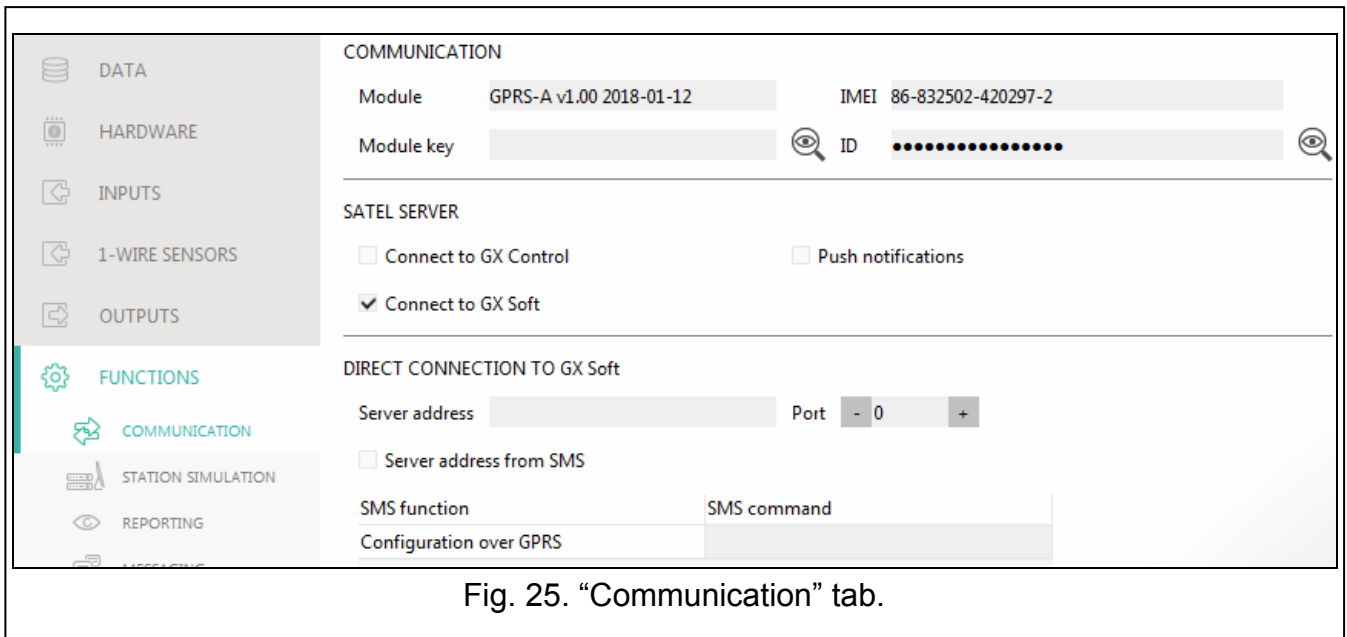 DATA
HARDWARE
INPUTS
1-WIRE SENSORS
OUTPUTS
FUNCTIONS
COMMUNICATION
STATION SIMULATION
REPORTING
MESSAGING
COMMUNICATION
Module GPRS-A v1.00 2018-01-12 IMEI 86-832502-420297-2
Module key ID ••••••••••••••••
SATEL SERVER
Connect to GX Control Push notifications
Connect to GX Soft
DIRECT CONNECTION TO GX Soft
Server address Port - 0 +
Server address from SMS
SMS function SMS command
Configuration over GPRS
Fig. 25. “Communication” tab.